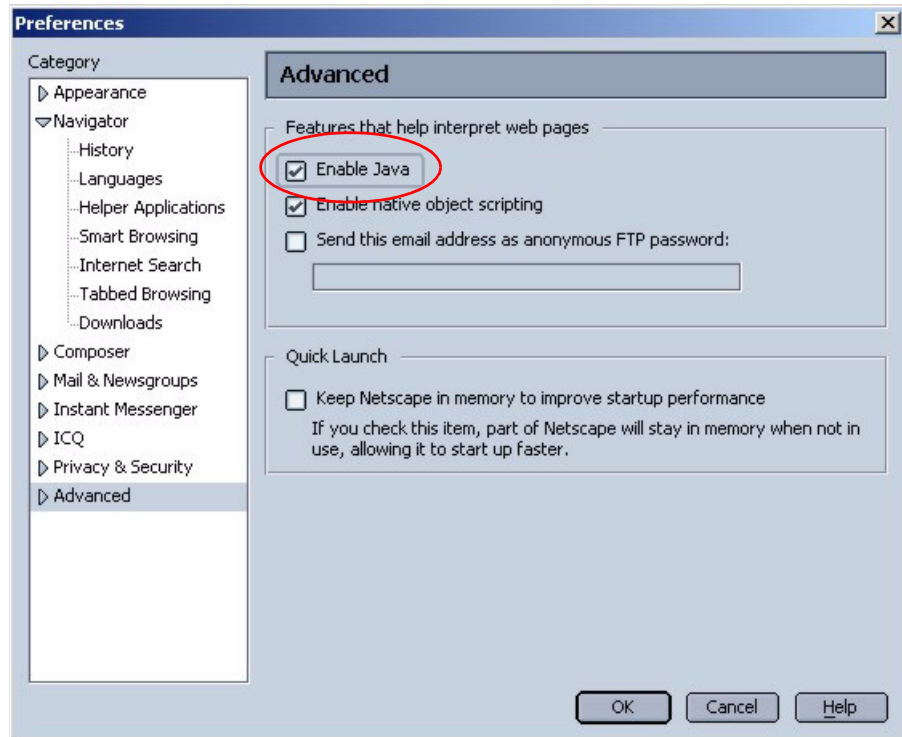 Preferences
Category
Appearance
Navigator
History
Languages
Helper Applications
Smart Browsing
Internet Search
Tabbed Browsing
Downloads
Composer
Mail & Newsgroups
Instant Messenger
ICQ
Privacy & Security
Advanced
Advanced
Features that help interpret web pages
Enable Java
Enable native object scripting
Send this email address as anonymous FTP password:
Quick Launch
Keep Netscape in memory to improve startup performance
If you check this item, part of Netscape will stay in memory when not in
use, allowing it to start up faster.
OK
Cancel
Help